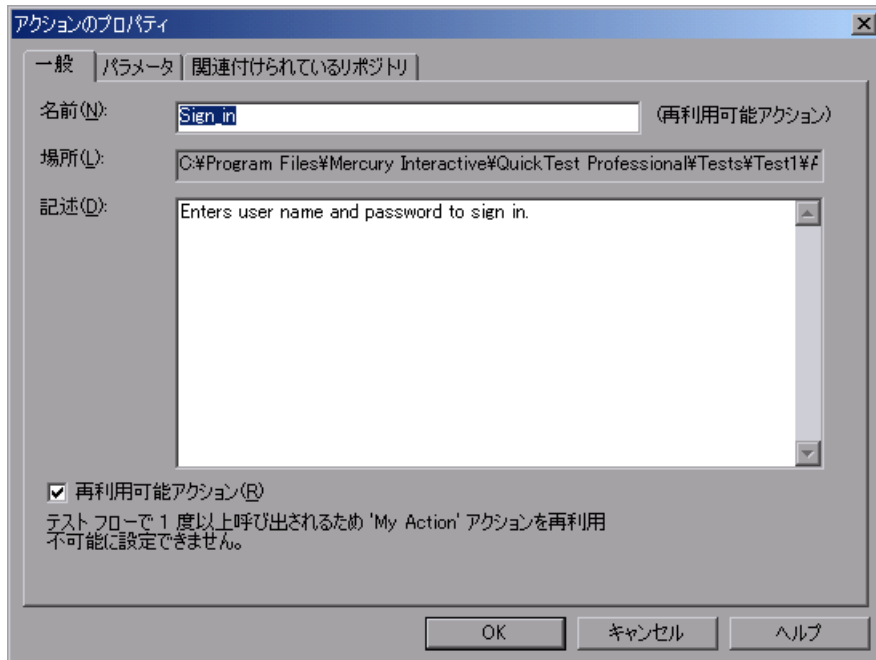 アクションのプロパティ
一般 パラメータ 関連付けられているリポジトリ
名前(N): Sign_in (再利用可能アクション)
場所(L): C:¥Program Files¥Mercury Interactive¥QuickTest Professional¥Tests¥Test1¥
記述(D): Enters user name and password to sign in.
再利用可能アクション(R)
テスト フローで 1 度以上呼び出されるため 'My Action' アクションを再利用
不可能に設定できません。
OK キャンセル ヘルプ